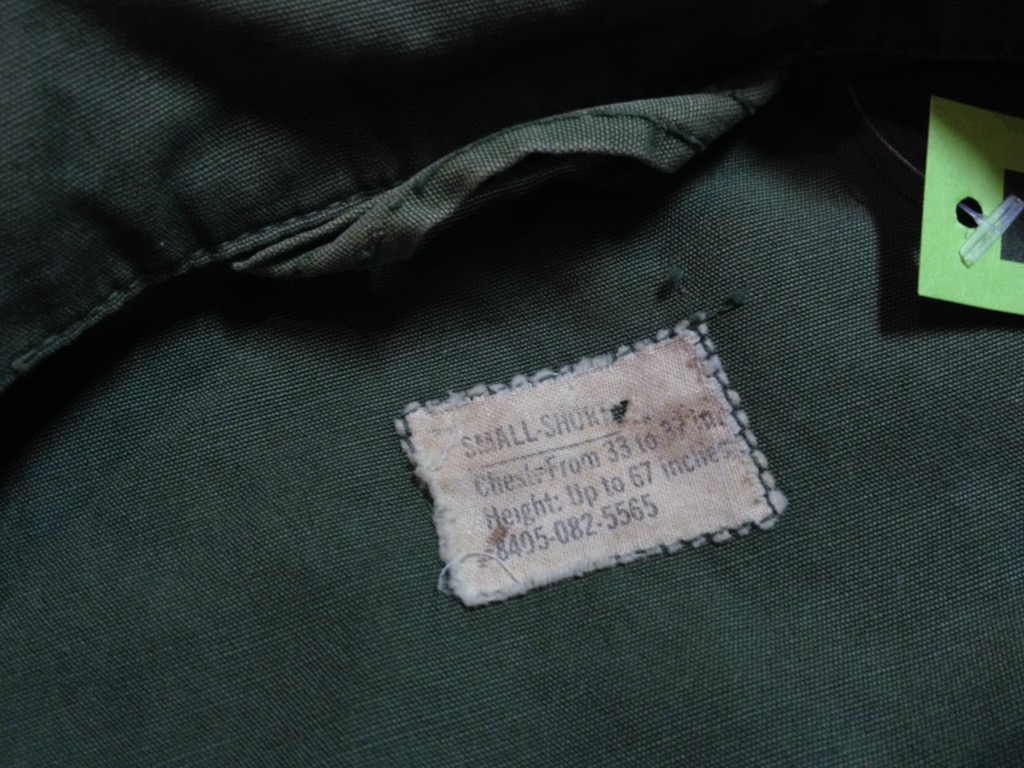 SMALL-SHORT
Chest: From 33 to 37 in.
Height: Up to 67 inches
8405-082-5565